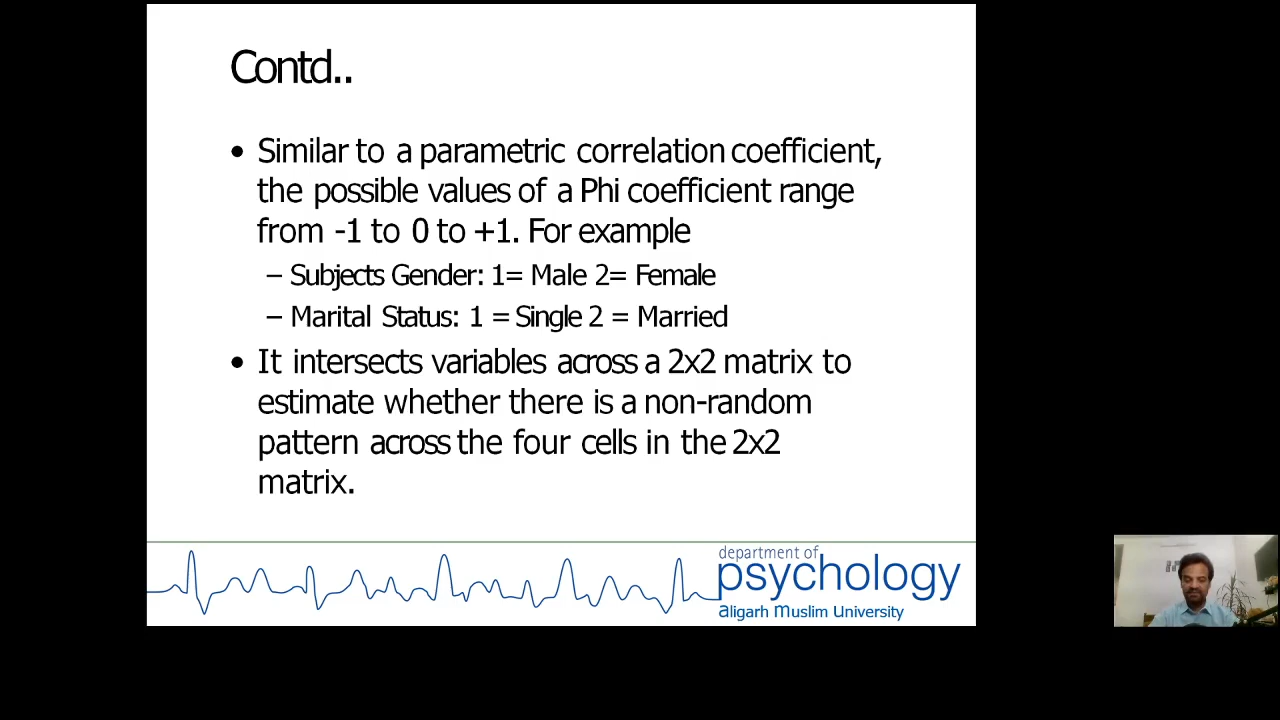 Contd..
• Similar to a parametric correlation coefficient,
the possible values of a Phi coefficient range
from -1 to 0 to +1. For example
– Subjects Gender: 1= Male 2= Female
– Marital Status: 1 = Single 2 = Married
• It intersects variables across a 2x2 matrix to
estimate whether there is a non-random
pattern across the four cells in the 2x2
matrix.
department of
psychology
aligarh muslim university